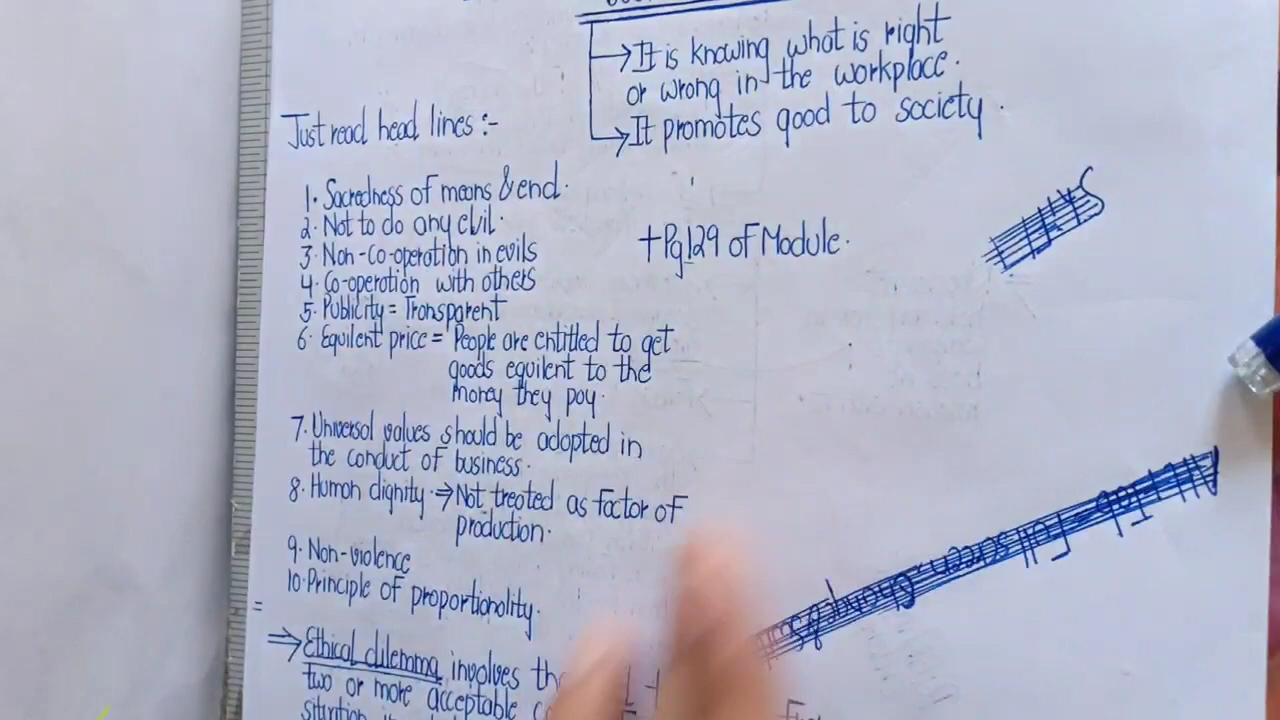 It is knowing what is right
or wrong in the workplace.
It promotes good to society.
Just read head lines :-
1. Sacredness of means & end.
2. Not to do any evil.
3. Non-co-operation in evils
4. Co-operation with others
5. Publicity = Transparent
6. Equilent price = People are entitled to get
goods equilent to the
money they pay.
7. Universal values should be adopted in
the conduct of business.
8. Human dignity ⇒ Not treated as factor of
production.
9. Non-violence
10. Principle of proportionality.
+ Pg 129 of Module.
=
⇒ Ethical dilemma involves
two or more acceptable